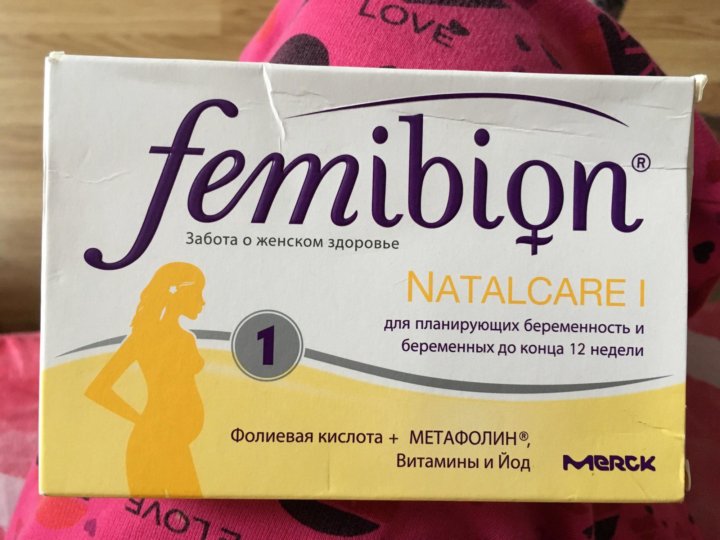 LOVE
femibion®
Забота о женском здоровье
NATALCARE I
для планирующих беременность и
беременных до конца 12 недели
1
Фолиевая кислота + МЕТАФОЛИН®,
Витамины и Йод
MERCK
LOVE
LOVE